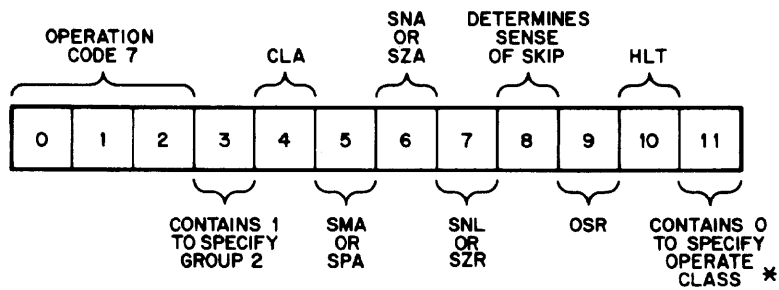 OPERATION
CODE 7
CLA
SNA
OR
SZA
DETERMINES
SENSE
OF SKIP
HLT
0 1 2 3 4 5 6 7 8 9 10 11
CONTAINS 1
TO SPECIFY
GROUP 2
SMA
OR
SPA
SNL
OR
SZR
OSR
CONTAINS 0
TO SPECIFY
OPERATE
CLASS *